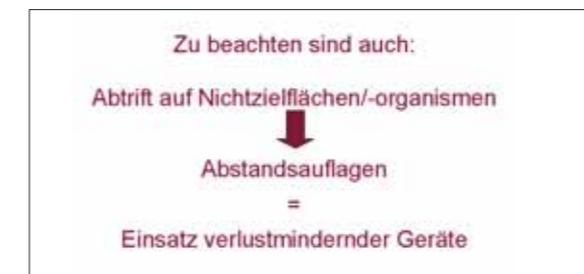 Zu beachten sind auch:
Abtrift auf Nichtzielflächen/-organismen
Abstandsauflagen
=
Einsatz verlustmindernder Geräte